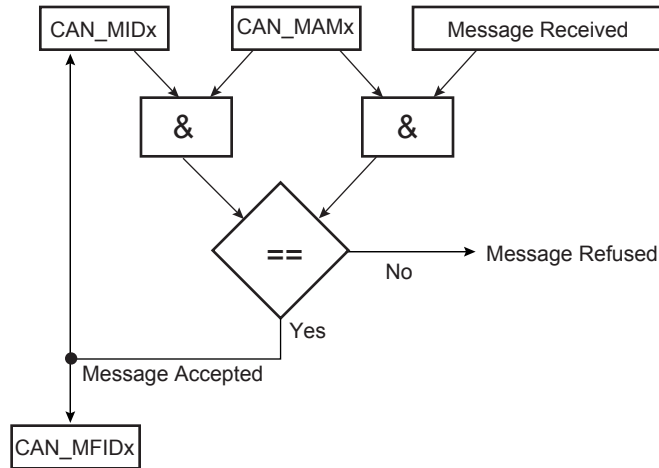 CAN_MIDx
CAN_MAMx
Message Received
&
&
==
No
Message Refused
Yes
Message Accepted
CAN_MFIDx